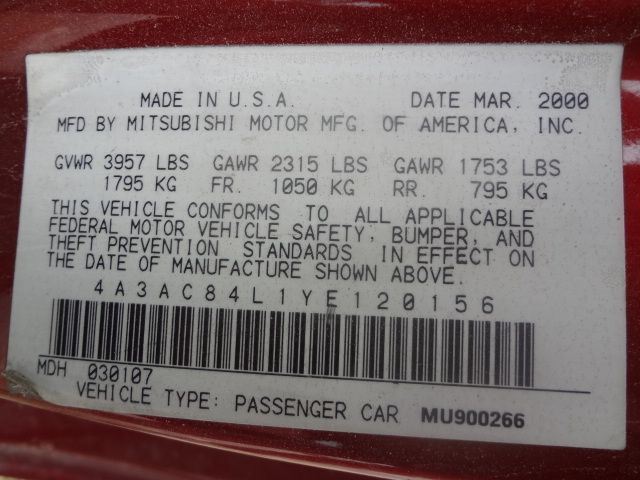 MADE IN U.S.A. DATE MAR. 2000
MFD BY MITSUBISHI MOTOR MFG. OF AMERICA, INC.
GVWR 3957 LBS GAWR 2315 LBS GAWR 1753 LBS
1795 KG FR. 1050 KG RR. 795 KG
THIS VEHICLE CONFORMS TO ALL APPLICABLE
FEDERAL MOTOR VEHICLE SAFETY, BUMPER, AND
THEFT PREVENTION STANDARDS IN EFFECT ON
THE DATE OF MANUFACTURE SHOWN ABOVE.
4A3AC84L1YE120156
MDH 030107
VEHICLE TYPE: PASSENGER CAR MU900266